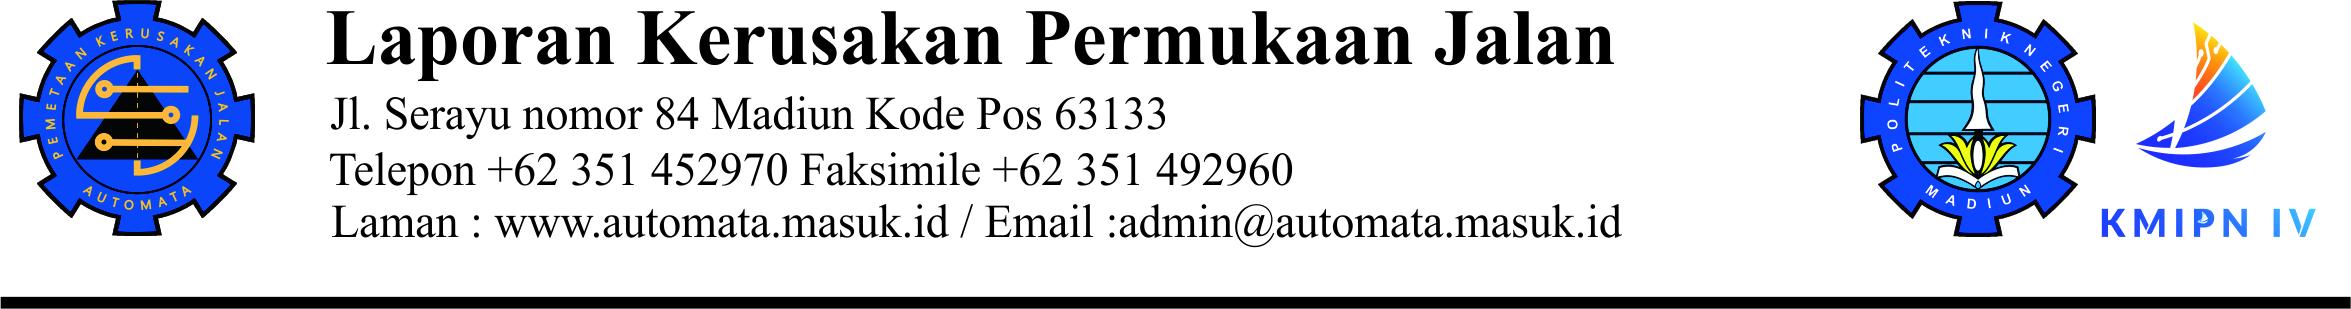 PEMETAAN KERUSAKAN JALAN
AUTOMATA
Laporan Kerusakan Permukaan Jalan
Jl. Serayu nomor 84 Madiun Kode Pos 63133
Telepon +62 351 452970 Faksimile +62 351 492960
Laman : www.automata.masuk.id / Email :admin@automata.masuk.id
POLITEKNIK NEGERI
MADIUN
KMIPN IV